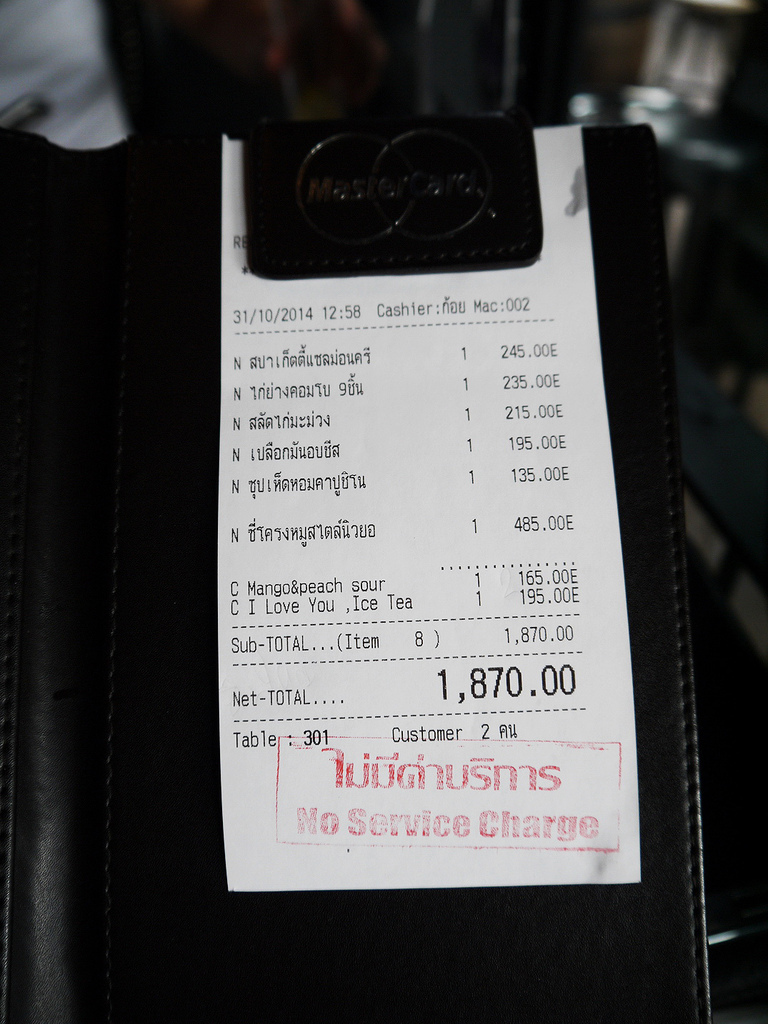 MasterCard
RE
*
31/10/2014 12:58 Cashier:ก้อย Mac:002
N สปาเก็ตตี้แซลม่อนครี 1 245.00E
N ไก่ย่างคอมโบ 9ชิ้น 1 235.00E
N สลัดไก่มะม่วง 1 215.00E
N เปลือกมันอบชีส 1 195.00E
N ซุปเห็ดหอมคาปูชิโน 1 135.00E
N ซี่โครงหมูสไตล์นิวยอ 1 485.00E
C Mango&peach sour 1 165.00E
C I Love You ,Ice Tea 1 195.00E
Sub-TOTAL...(Item 8 ) 1,870.00
Net-TOTAL.... 1,870.00
Table : 301 Customer 2 คน
ไม่มีค่าบริการ
No Service Charge